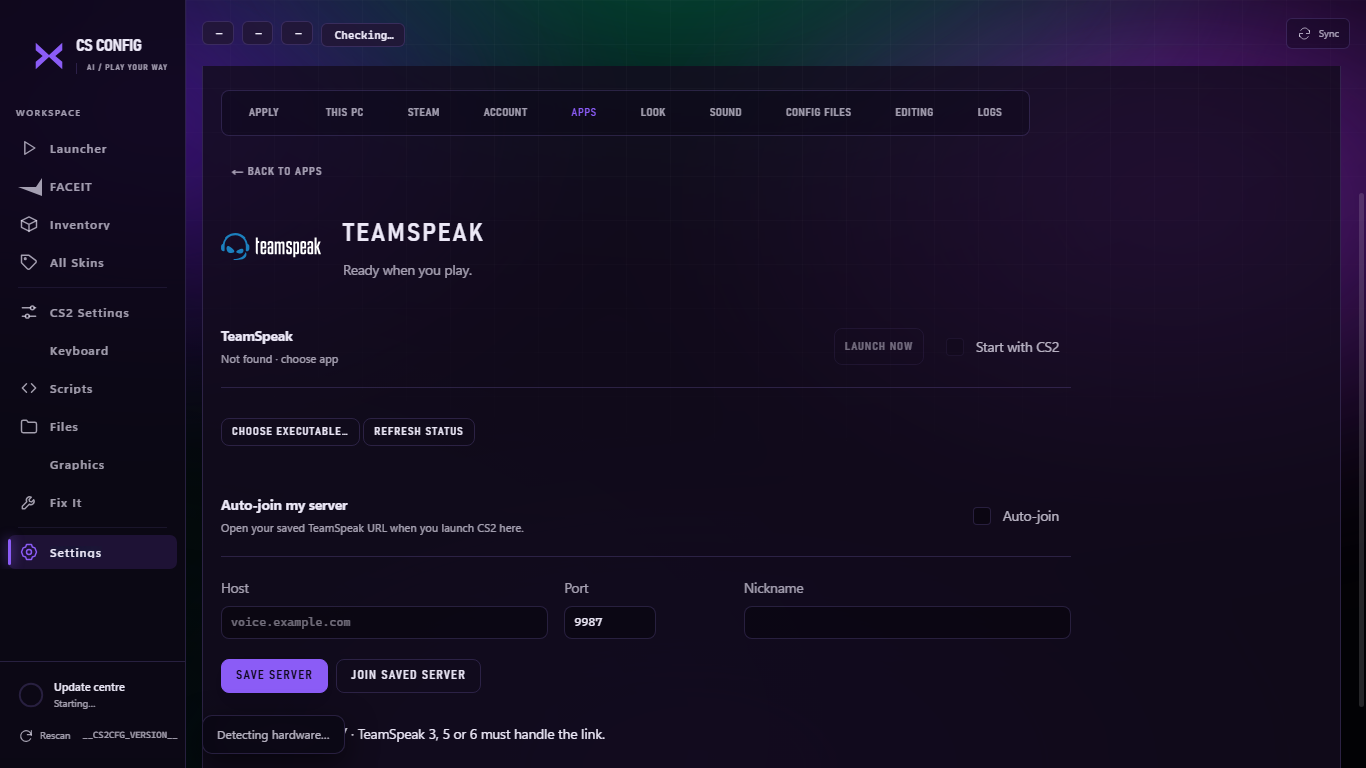 CS CONFIG
AI / PLAY YOUR WAY
WORKSPACE
Launcher
FACEIT
Inventory
All Skins
CS2 Settings
Keyboard
Scripts
Files
Graphics
Fix It
Settings
Update centre
Starting…
Rescan __CS2CFG_VERSION__
– – – Checking…
Sync
APPLY THIS PC STEAM ACCOUNT APPS LOOK SOUND CONFIG FILES EDITING LOGS
← BACK TO APPS
teamspeak
TEAMSPEAK
Ready when you play.
TeamSpeak
Not found · choose app
LAUNCH NOW
Start with CS2
CHOOSE EXECUTABLE… REFRESH STATUS
Auto-join my server
Open your saved TeamSpeak URL when you launch CS2 here.
Auto-join
Host Port Nickname
voice.example.com 9987
SAVE SERVER JOIN SAVED SERVER
Detecting hardware…
· TeamSpeak 3, 5 or 6 must handle the link.